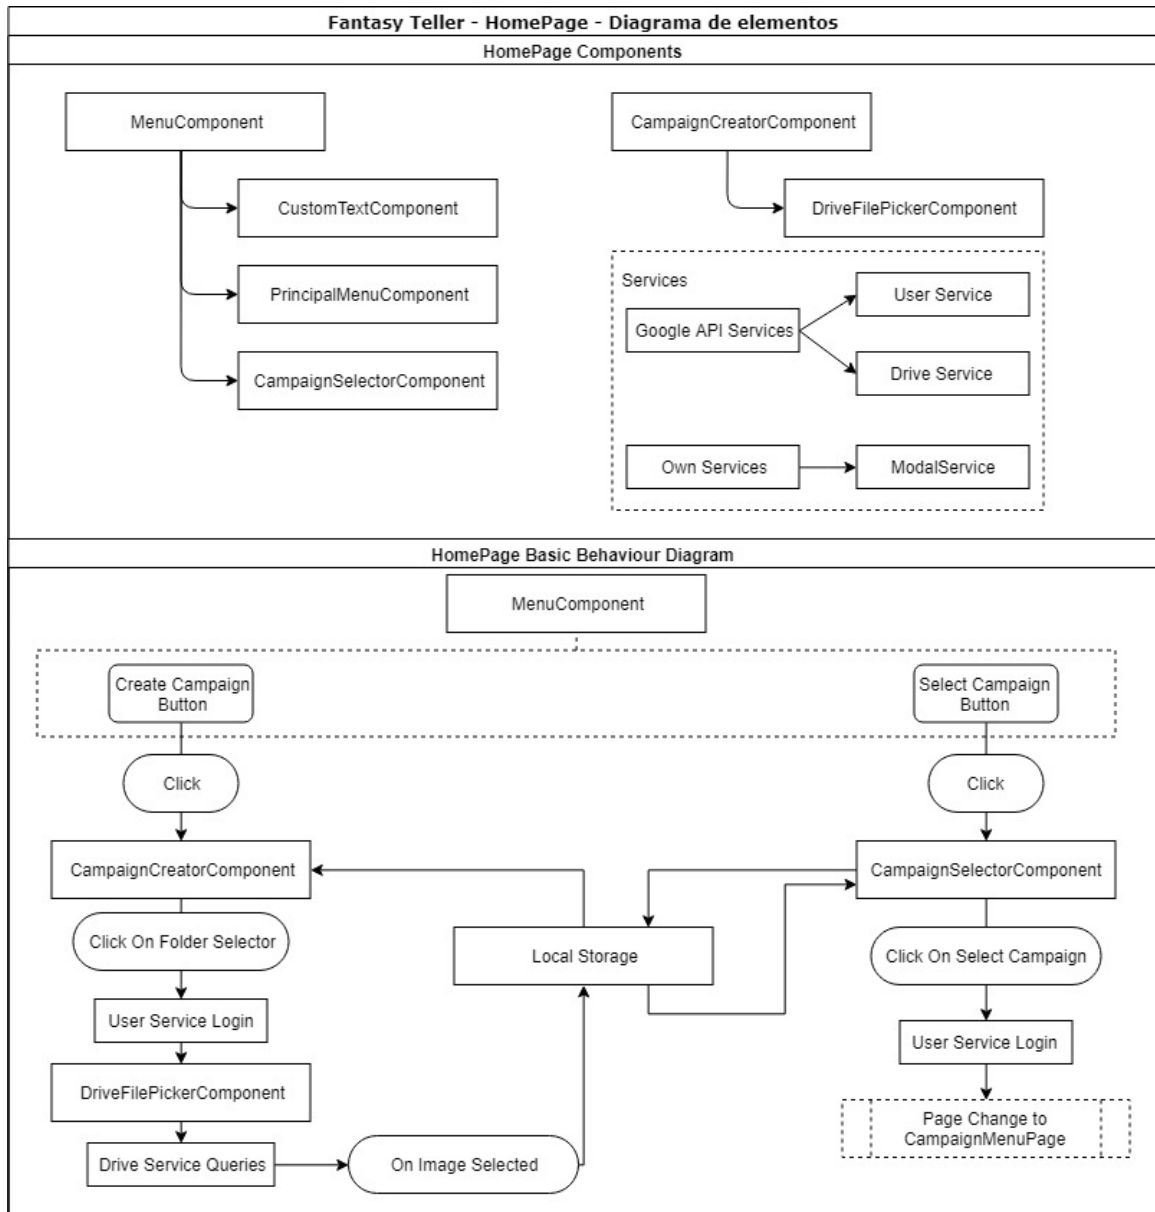 Fantasy Teller - HomePage - Diagrama de elementos
HomePage Components
MenuComponent
CustomTextComponent
PrincipalMenuComponent
CampaignSelectorComponent
CampaignCreatorComponent
DriveFilePickerComponent
Services
Google API Services
User Service
Drive Service
Own Services
ModalService
HomePage Basic Behaviour Diagram
MenuComponent
Create Campaign
Button
Select Campaign
Button
Click
Click
CampaignCreatorComponent
CampaignSelectorComponent
Click On Folder Selector
Local Storage
Click On Select Campaign
User Service Login
User Service Login
DriveFilePickerComponent
Drive Service Queries
On Image Selected
Page Change to
CampaignMenuPage